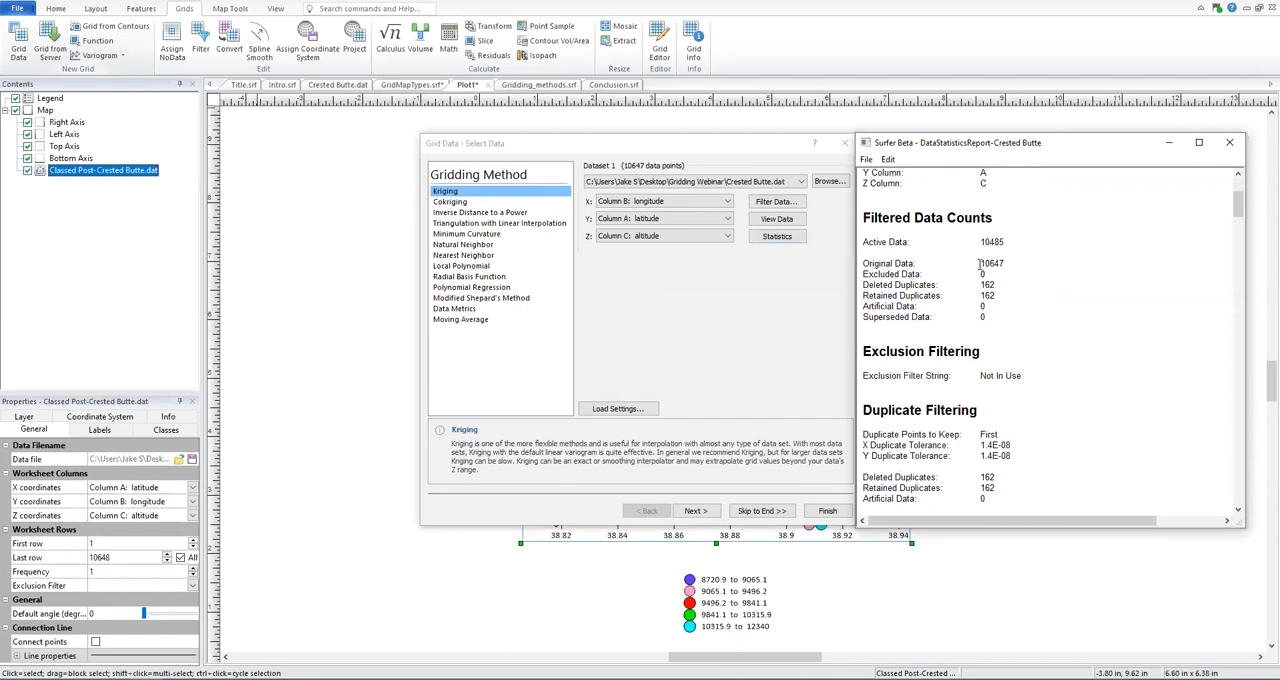 File Home Layout Features Grids Map Tools View Search commands and Help...
Grid Data
Grid from Server
Grid from Contours
Function
Variogram
New Grid
Assign NoData
Filter
Convert
Spline Smooth
Assign Coordinate System
Project
Edit
Calculus
Volume
Math
Transform
Slice
Residuals
Point Sample
Contour Vol/Area
Isopach
Calculate
Mosaic
Extract
Resize
Grid Editor
Editor
Grid Info
Info
Contents
Legend
Map
Right Axis
Left Axis
Top Axis
Bottom Axis
Classed Post-Crested Butte.dat
Title.srf Intro.srf Crested Butte.dat GridMapTypes.srf* Plot1* Gridding_methods.srf Conclusion.srf
Grid Data - Select Data
Gridding Method
Kriging
Cokriging
Inverse Distance to a Power
Triangulation with Linear Interpolation
Minimum Curvature
Natural Neighbor
Nearest Neighbor
Local Polynomial
Radial Basis Function
Polynomial Regression
Modified Shepard's Method
Data Metrics
Moving Average
Dataset 1 (10647 data points)
C:\Users\Jake S\Desktop\Gridding Webinar\Crested Butte.dat Browse...
X: Column B: longitude Filter Data...
Y: Column A: latitude View Data
Z: Column C: altitude Statistics
Load Settings...
Kriging
Kriging is one of the more flexible methods and is useful for interpolation with almost any type of data set. With most data
sets, Kriging with the default linear variogram is quite effective. In general we recommend Kriging, but for larger data sets
Kriging can be slow. Kriging can be an exact or smoothing interpolator and may extrapolate grid values beyond your data's
Z range.
< Back Next > Skip to End >> Finish
Surfer Beta - DataStatisticsReport-Crested Butte
File Edit
Y Column: A
Z Column: C
Filtered Data Counts
Active Data: 10485
Original Data: 10647
Excluded Data: 0
Deleted Duplicates: 162
Retained Duplicates: 162
Artificial Data: 0
Superseded Data: 0
Exclusion Filtering
Exclusion Filter String: Not In Use
Duplicate Filtering
Duplicate Points to Keep: First
X Duplicate Tolerance: 1.4E-08
Y Duplicate Tolerance: 1.4E-08
Deleted Duplicates: 162
Retained Duplicates: 162
Artificial Data: 0
38.82 38.84 38.86 38.88 38.9 38.92 38.94
8720.9 to 9065.1
9065.1 to 9496.2
9496.2 to 9841.1
9841.1 to 10315.9
10315.9 to 12340
Properties - Classed Post-Crested Butte.dat
Layer Coordinate System Info
General Labels Classes
Data Filename
Data file C:\Users\Jake S\Desk...
Worksheet Columns
X coordinates Column A: latitude
Y coordinates Column B: longitude
Z coordinates Column C: altitude
Worksheet Rows
First row 1
Last row 10648 All
Frequency 1
Exclusion Filter
General
Default angle (degr... 0
Connection Line
Connect points
Line properties
Click=select; drag=block select; shift+click=multi-select; ctrl+click=cycle selection
Classed Post-Crested ... -3.80 in, 9.62 in 6.60 in x 6.38 in